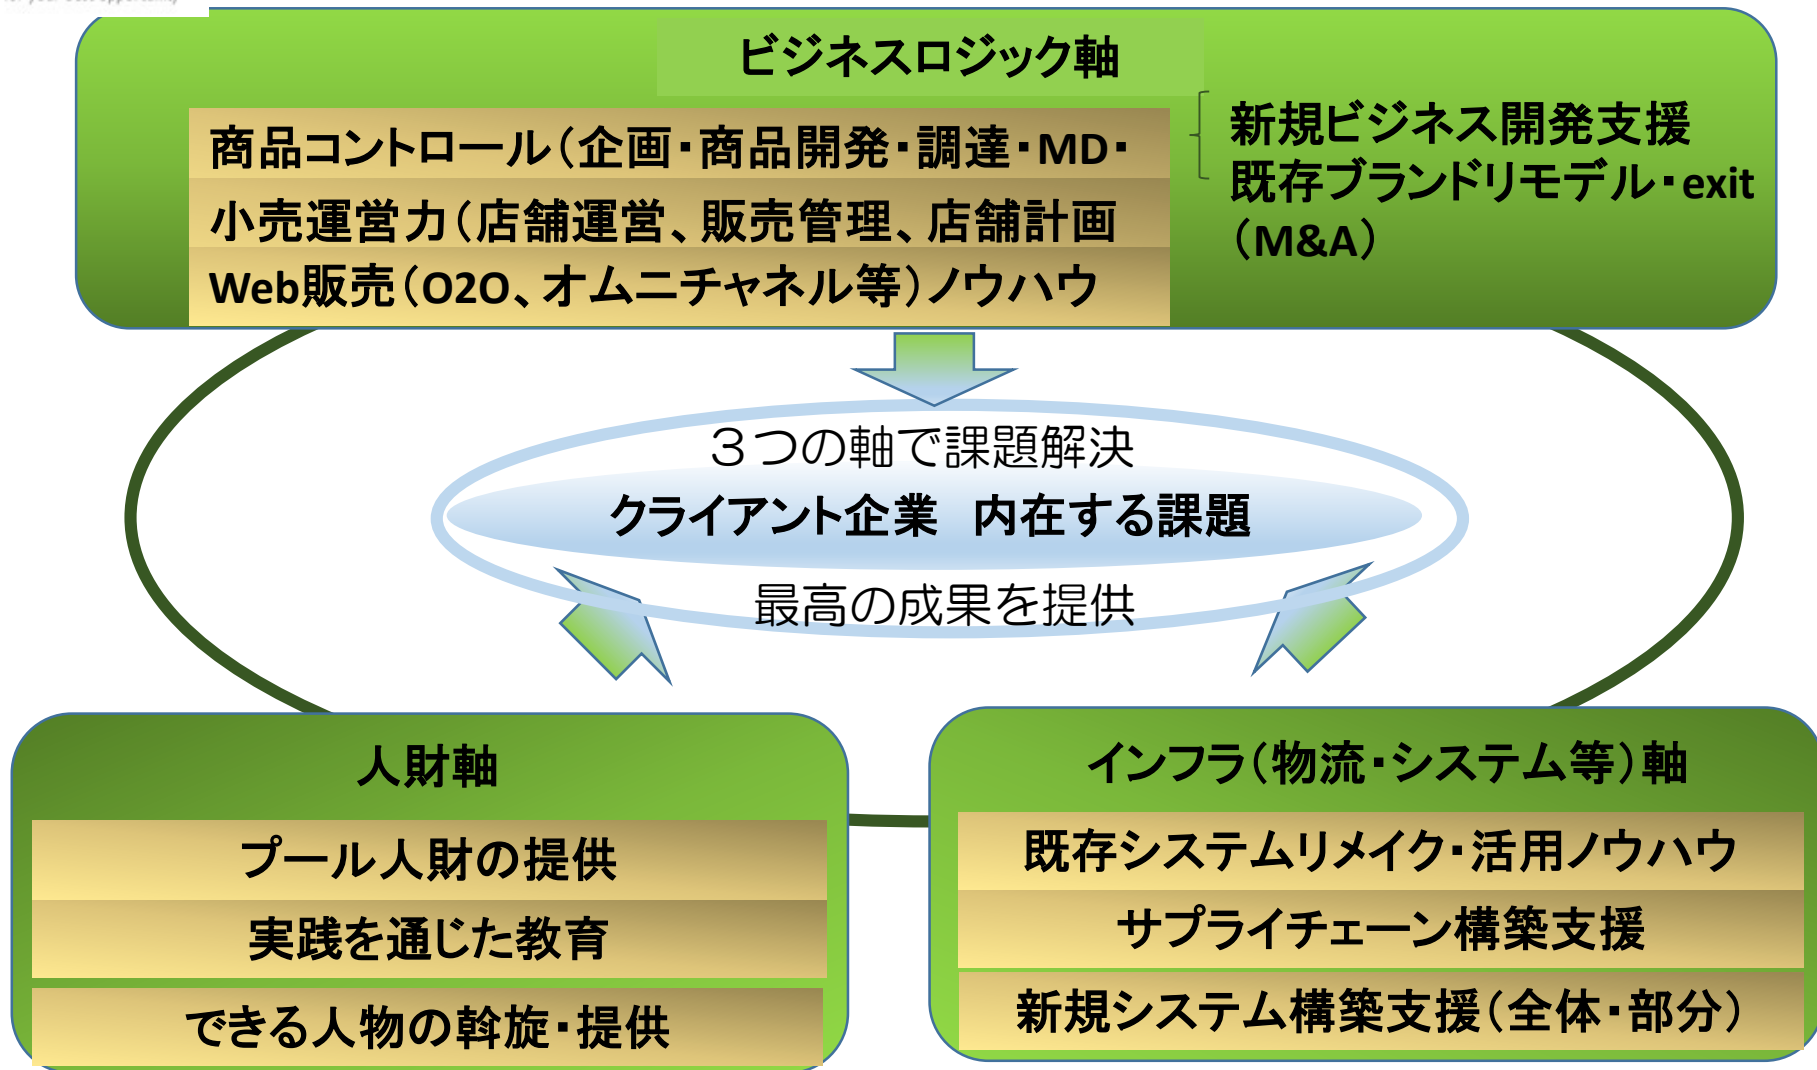 ビジネスロジック軸
商品コントロール（企画・商品開発・調達・MD・
小売運営力（店舗運営、販売管理、店舗計画
Web販売（O2O、オムニチャネル等）ノウハウ
新規ビジネス開発支援
既存ブランドリモデル・exit
（M&A）
３つの軸で課題解決
クライアント企業　内在する課題
最高の成果を提供
人財軸
プール人財の提供
実践を通じた教育
できる人物の斡旋・提供
インフラ（物流・システム等）軸
既存システムリメイク・活用ノウハウ
サプライチェーン構築支援
新規システム構築支援（全体・部分）